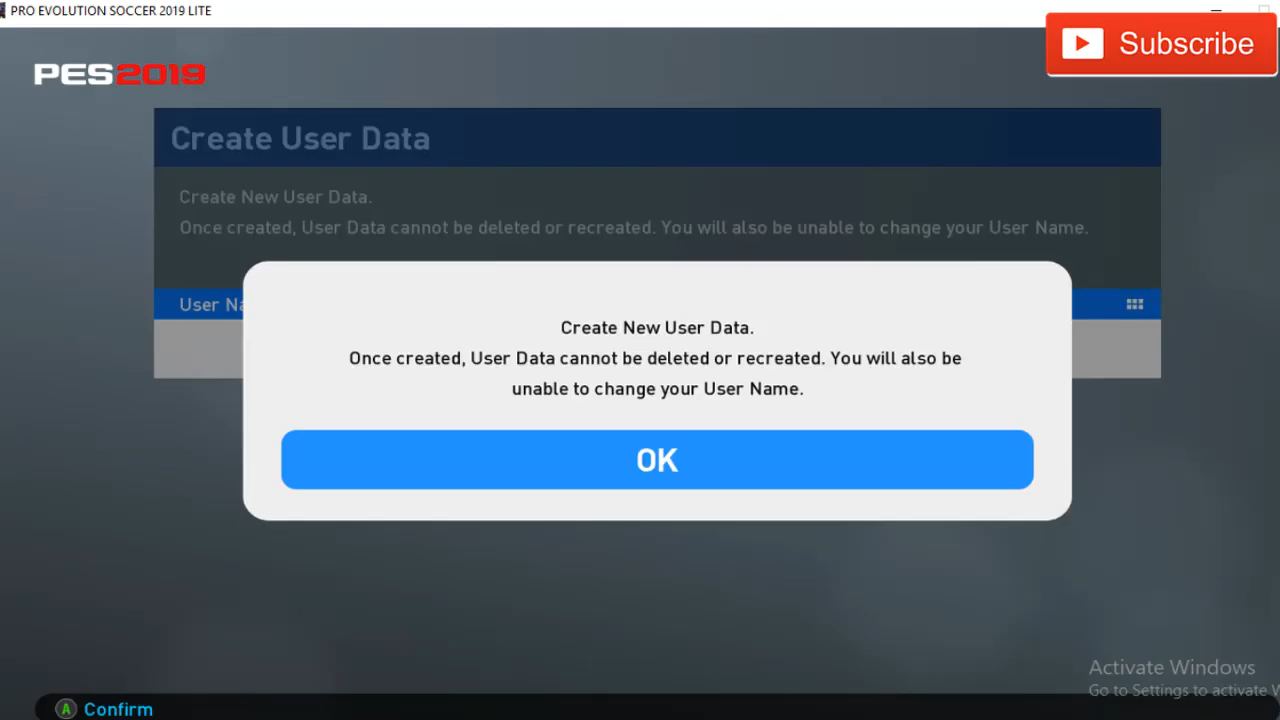 PRO EVOLUTION SOCCER 2019 LITE
Subscribe
PES2019
Create User Data
Create New User Data.
Once created, User Data cannot be deleted or recreated. You will also be unable to change your User Name.
User Na
Create New User Data.
Once created, User Data cannot be deleted or recreated. You will also be
unable to change your User Name.
OK
Activate Windows
Go to Settings to activate W
A Confirm